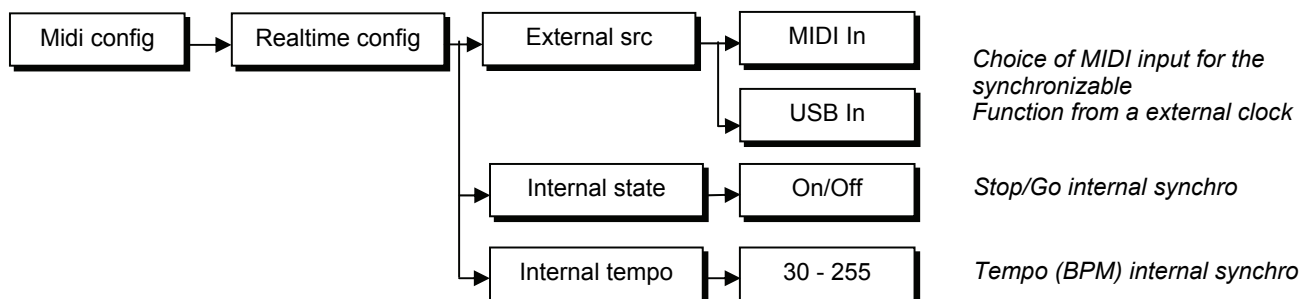 Midi config
Realtime config
External src
MIDI In
Choice of MIDI input for the
synchronizable
Function from a external clock
USB In
Internal state
On/Off
Stop/Go internal synchro
Internal tempo
30 - 255
Tempo (BPM) internal synchro